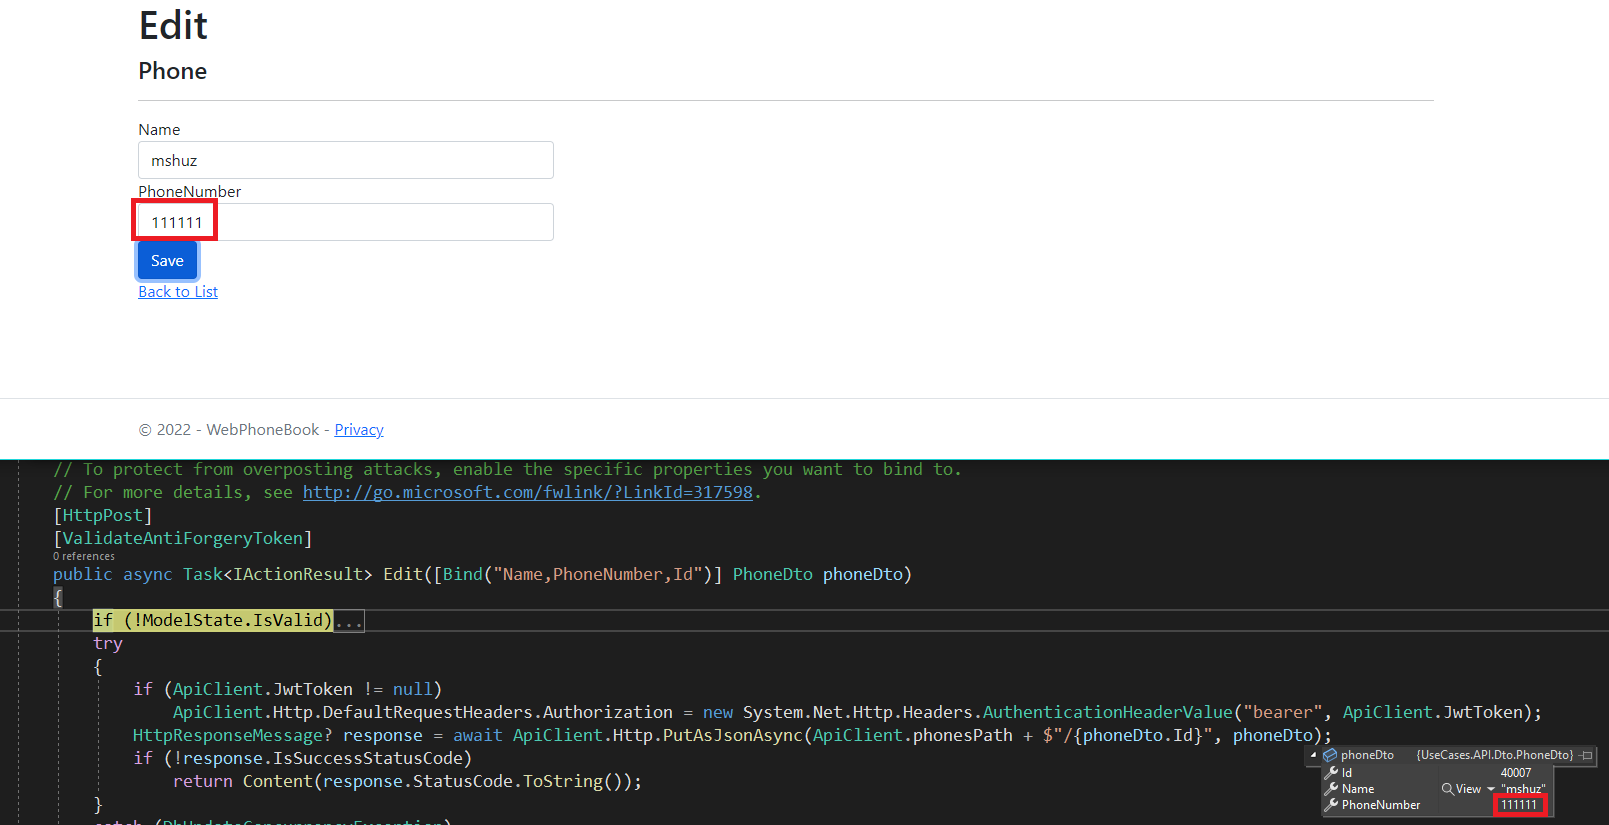 Edit
Phone
Name
mshuz
PhoneNumber
111111
Save
Back to List
© 2022 - WebPhoneBook - Privacy
// To protect from overposting attacks, enable the specific properties you want to bind to.
// For more details, see http://go.microsoft.com/fwlink/?LinkId=317598.
[HttpPost]
[ValidateAntiForgeryToken]
0 references
public async Task<IActionResult> Edit([Bind("Name,PhoneNumber,Id")] PhoneDto phoneDto)
{
if (!ModelState.IsValid)...
try
{
if (ApiClient.JwtToken != null)
ApiClient.Http.DefaultRequestHeaders.Authorization = new System.Net.Http.Headers.AuthenticationHeaderValue("bearer", ApiClient.JwtToken);
HttpResponseMessage? response = await ApiClient.Http.PutAsJsonAsync(ApiClient.phonesPath + $"/{phoneDto.Id}", phoneDto);
if (!response.IsSuccessStatusCode)
return Content(response.StatusCode.ToString());
}
catch (DbUpdateConcurrencyException)
phoneDto {UseCases.API.Dto.PhoneDto}
Id 40007
Name View "mshuz"
PhoneNumber 111111